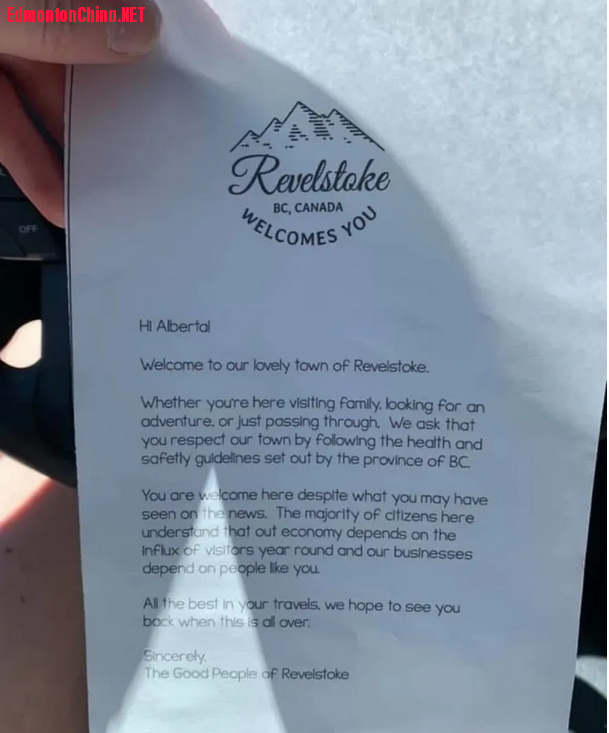 EdmontonChina.NET
OFF
Revelstoke
BC, CANADA
WELCOMES YOU
Hi Alberta!
Welcome to our lovely town of Revelstoke.
Whether you're here visiting family, looking for an
adventure, or just passing through. We ask that
you respect our town by following the health and
safetly guidelines set out by the province of BC.
You are welcome here despite what you may have
seen on the news. The majority of citizens here
understand that out economy depends on the
influx of visitors year round and our businesses
depend on people like you.
All the best in your travels, we hope to see you
back when this is all over.
Sincerely,
The Good People of Revelstoke